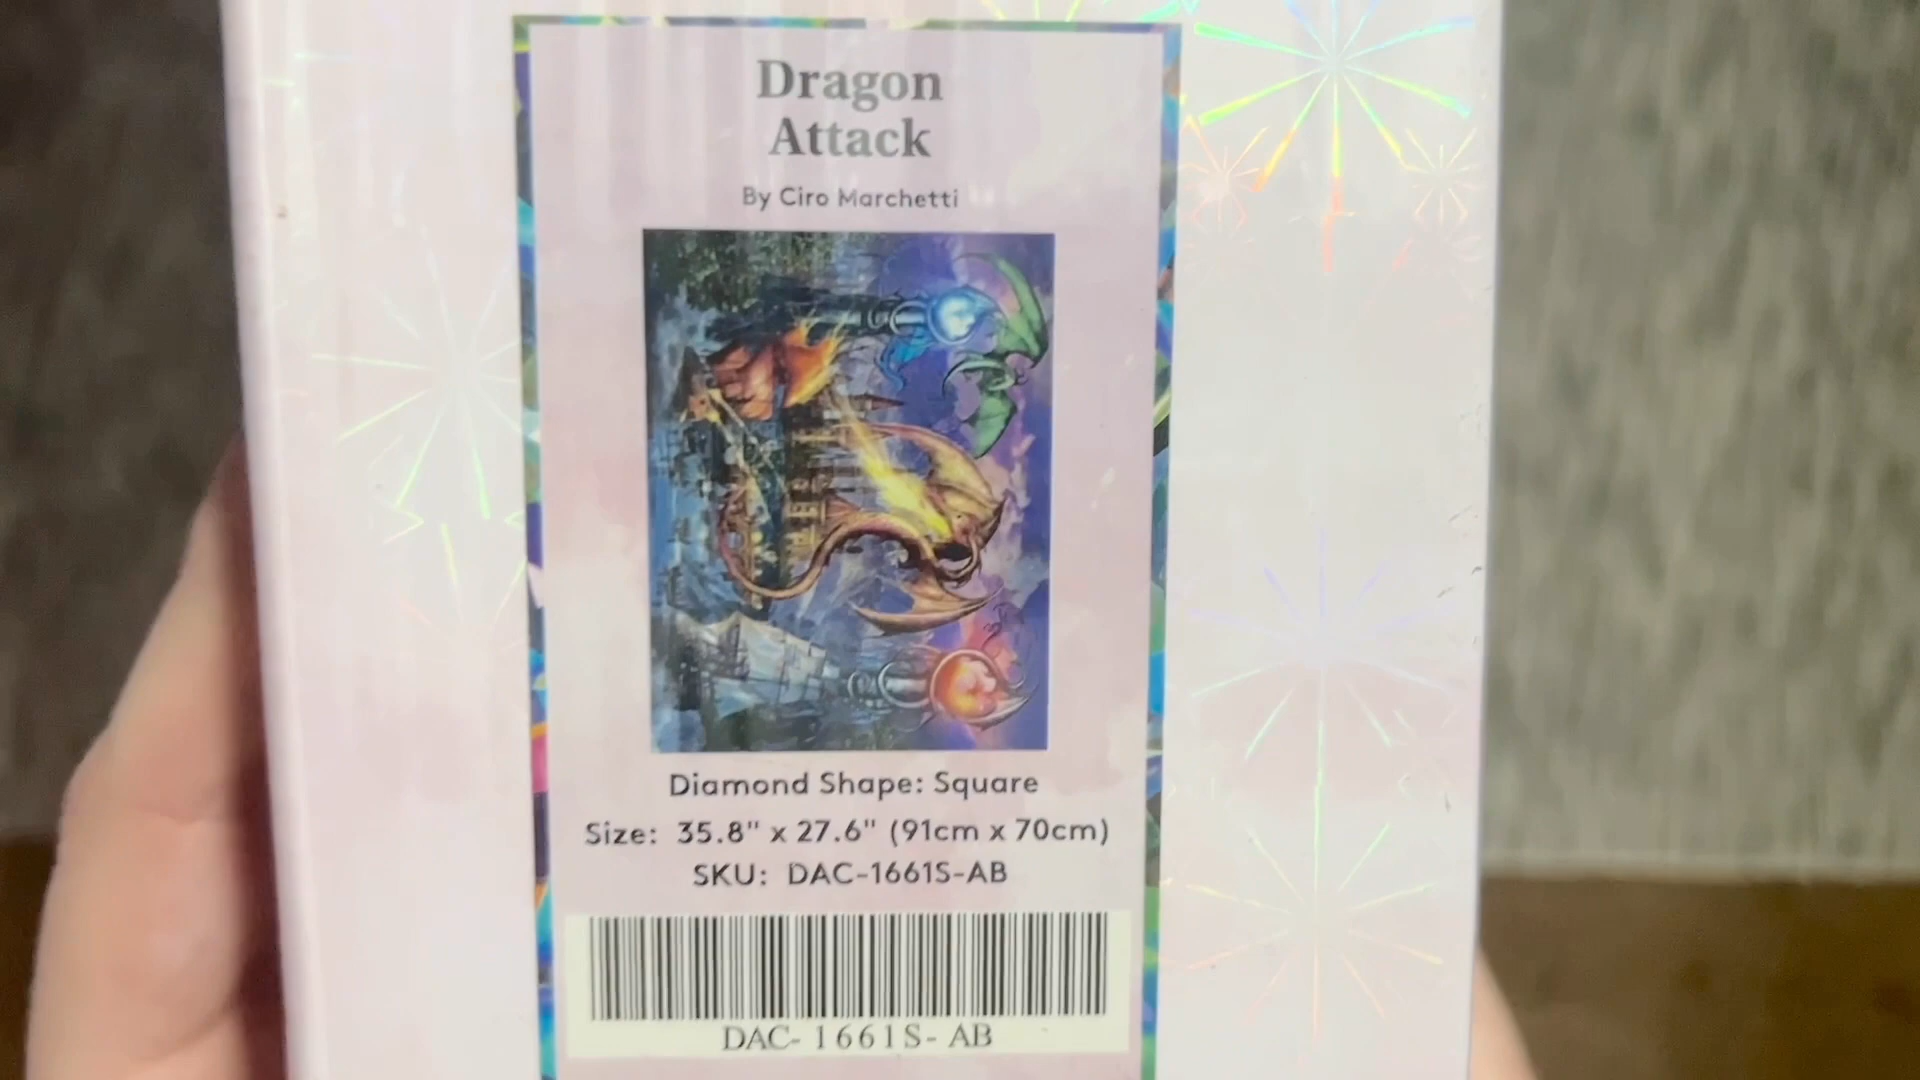 Dragon
Attack
By Ciro Marchetti
Diamond Shape: Square
Size: 35.8" x 27.6" (91cm x 70cm)
SKU: DAC-1661S-AB
DAC- 1661S- AB